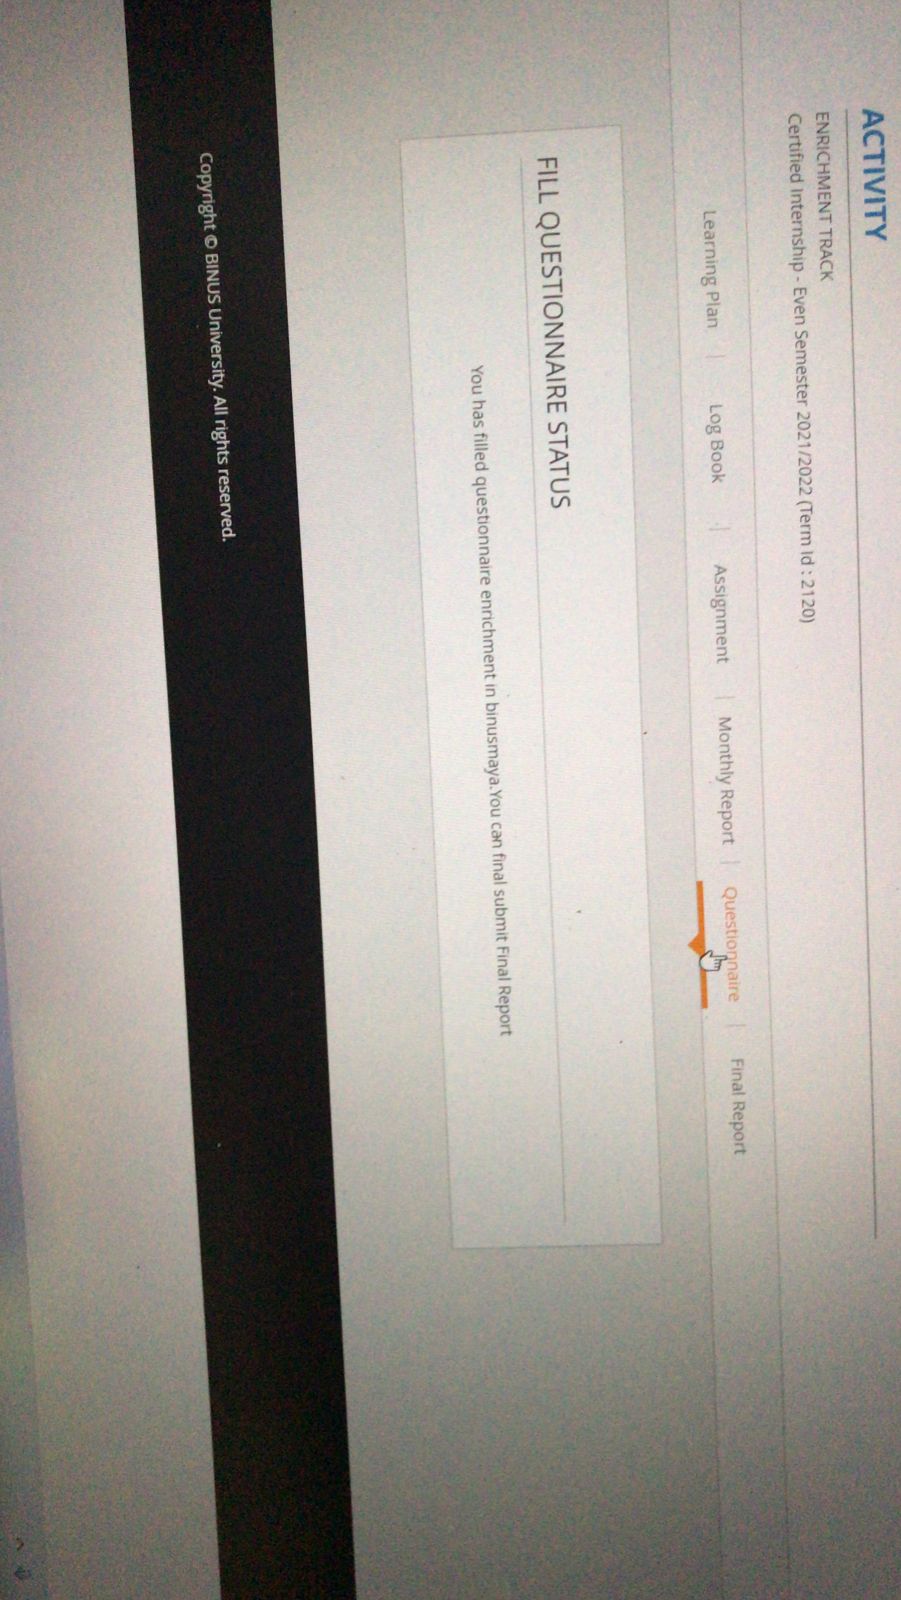 ACTIVITY
ENRICHMENT TRACK
Certified Internship - Even Semester 2021/2022 (Term Id : 2120)
Learning Plan | Log Book | Assignment | Monthly Report | Questionnaire | Final Report
FILL QUESTIONNAIRE STATUS
You has filled questionnaire enrichment in binusmaya.You can final submit Final Report
Copyright © BINUS University. All rights reserved.